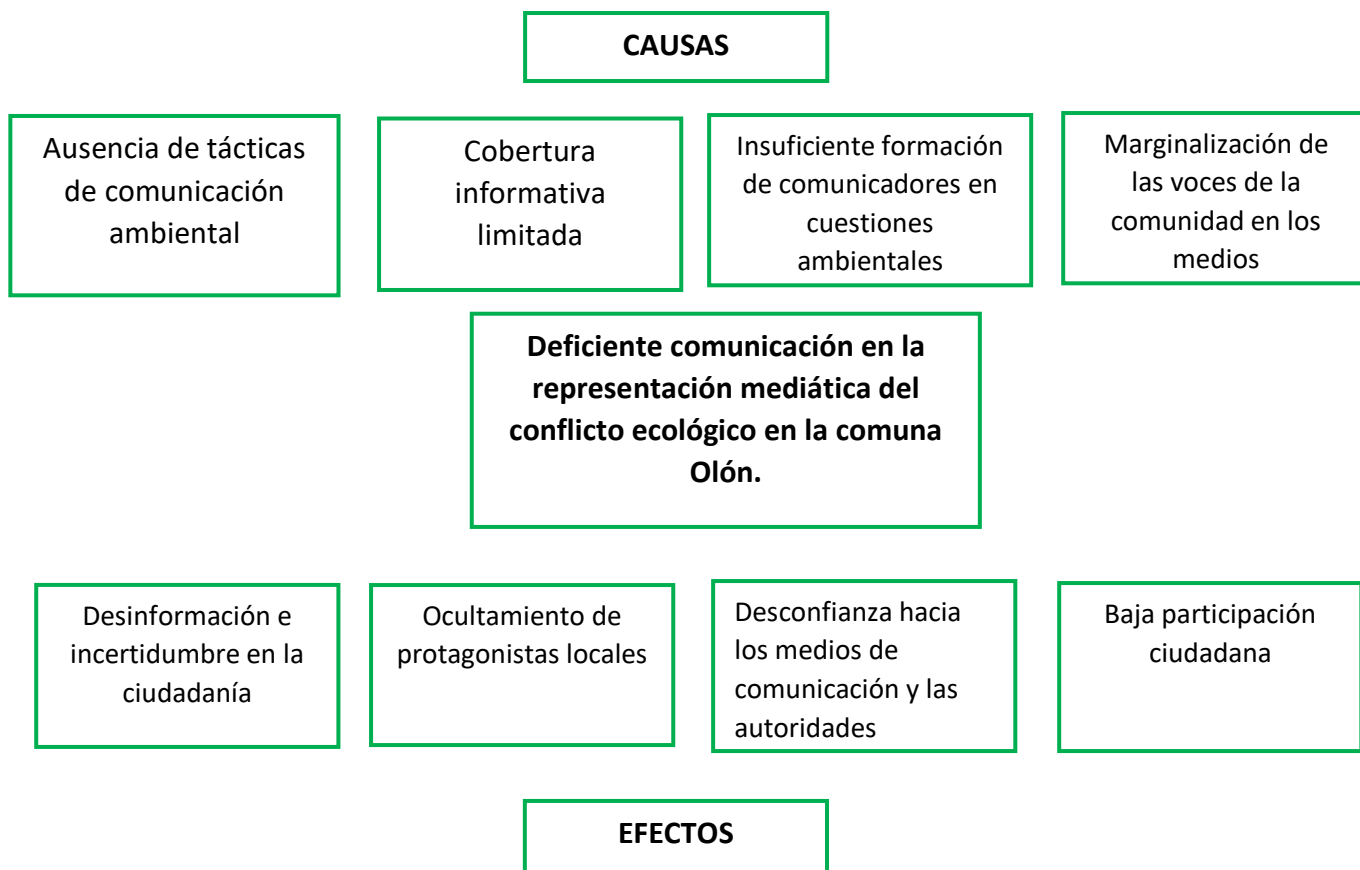 CAUSAS
Ausencia de tácticas
de comunicación
ambiental
Cobertura
informativa
limitada
Insuficiente formación
de comunicadores en
cuestiones
ambientales
Marginalización de
las voces de la
comunidad en los
medios
Deficiente comunicación en la
representación mediática del
conflicto ecológico en la comuna
Olón.
Desinformación e
incertidumbre en la
ciudadanía
Ocultamiento de
protagonistas locales
Desconfianza hacia
los medios de
comunicación y las
autoridades
Baja participación
ciudadana
EFECTOS